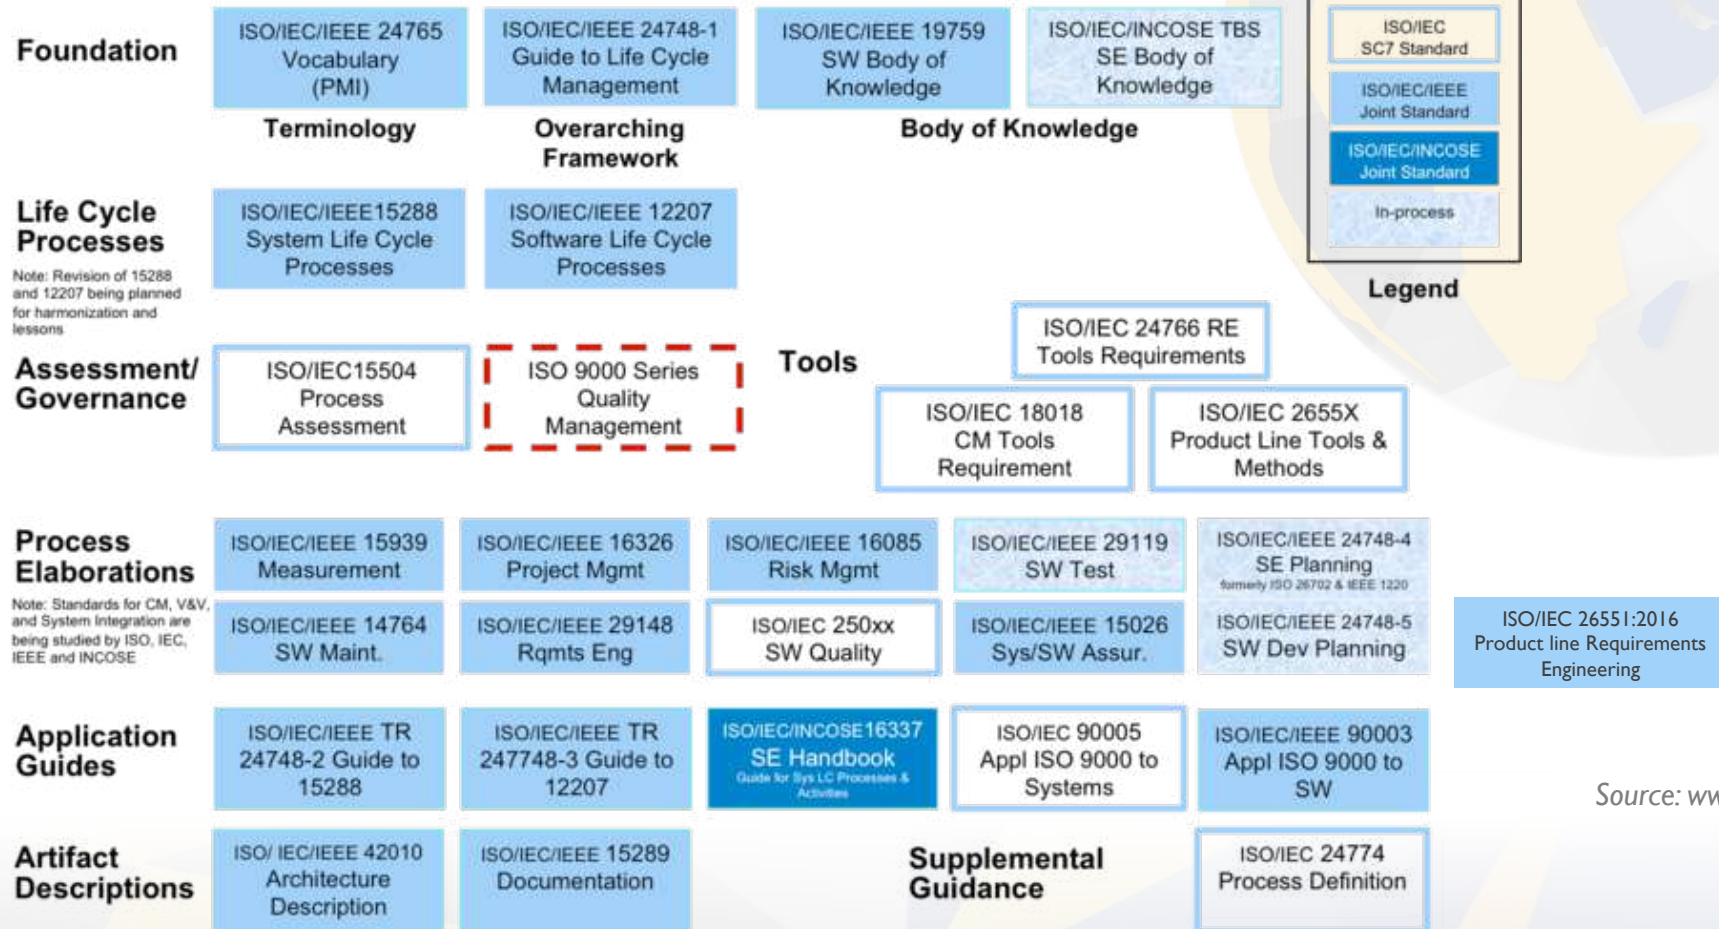 Foundation
ISO/IEC/IEEE 24765
Vocabulary
(PMI)
ISO/IEC/IEEE 24748-1
Guide to Life Cycle
Management
ISO/IEC/IEEE 19759
SW Body of
Knowledge
ISO/IEC/INCOSE TBS
SE Body of
Knowledge
Terminology
Overarching
Framework
Body of Knowledge
ISO/IEC
SC7 Standard
ISO/IEC/IEEE
Joint Standard
ISO/IEC/INCOSE
Joint Standard
In-process
Legend
Life Cycle
Processes
Note: Revision of 15288
and 12207 being planned
for harmonization and
lessons
ISO/IEC/IEEE15288
System Life Cycle
Processes
ISO/IEC/IEEE 12207
Software Life Cycle
Processes
Assessment/
Governance
ISO/IEC15504
Process
Assessment
ISO 9000 Series
Quality
Management
Tools
ISO/IEC 24766 RE
Tools Requirements
ISO/IEC 18018
CM Tools
Requirement
ISO/IEC 2655X
Product Line Tools &
Methods
Process
Elaborations
Note: Standards for CM, V&V,
and System Integration are
being studied by ISO, IEC,
IEEE and INCOSE
ISO/IEC/IEEE 15939
Measurement
ISO/IEC/IEEE 16326
Project Mgmt
ISO/IEC/IEEE 16085
Risk Mgmt
ISO/IEC/IEEE 29119
SW Test
ISO/IEC/IEEE 24748-4
SE Planning
formerly ISO 26702 & IEEE 1220
ISO/IEC/IEEE 14764
SW Maint.
ISO/IEC/IEEE 29148
Rqmts Eng
ISO/IEC 250xx
SW Quality
ISO/IEC/IEEE 15026
Sys/SW Assur.
ISO/IEC/IEEE 24748-5
SW Dev Planning
ISO/IEC 26551:2016
Product line Requirements
Engineering
Application
Guides
ISO/IEC/IEEE TR
24748-2 Guide to
15288
ISO/IEC/IEEE TR
247748-3 Guide to
12207
ISO/IEC/INCOSE16337
SE Handbook
Guide for Sys LC Processes &
Activities
ISO/IEC 90005
Appl ISO 9000 to
Systems
ISO/IEC/IEEE 90003
Appl ISO 9000 to
SW
Source:
Artifact
Descriptions
ISO/ IEC/IEEE 42010
Architecture
Description
ISO/IEC/IEEE 15289
Documentation
Supplemental
Guidance
ISO/IEC 24774
Process Definition